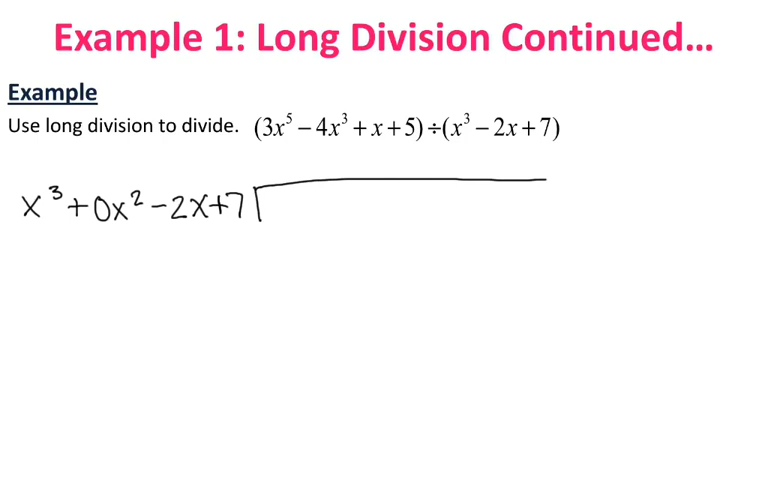 Example 1: Long Division Continued...
Example
Use long division to divide. (3x⁵ − 4x³ + x + 5) ÷ (x³ − 2x + 7)
x³ + 0x² − 2x + 7